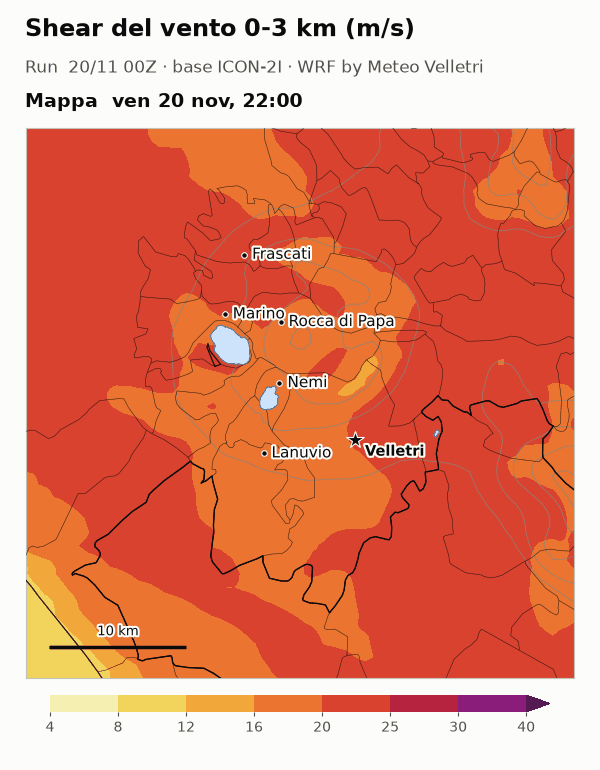 Shear del vento 0-3 km (m/s)
Run  20/11 00Z · base ICON-2I · WRF by Meteo Velletri
Mappa  ven 20 nov, 22:00
Frascati
Marino
Rocca di Papa
Nemi
Velletri
Lanuvio
10 km
4 8 12 16 20 25 30 40